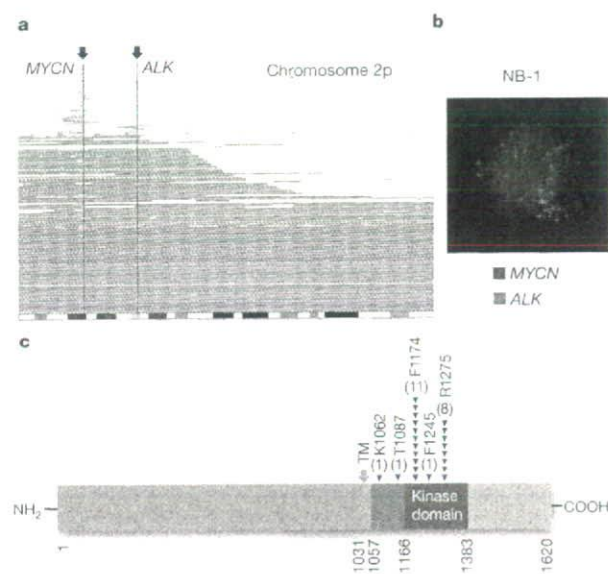 a
b
MYCN
ALK
Chromosome 2p
NB-1
MYCN
ALK
c
TM
(1) K1062
(1) T1087
(11) F1174
(1) F1245
(8) R1275
NH2
Kinase
domain
COOH
1
1031
1057
1166
1383
1620